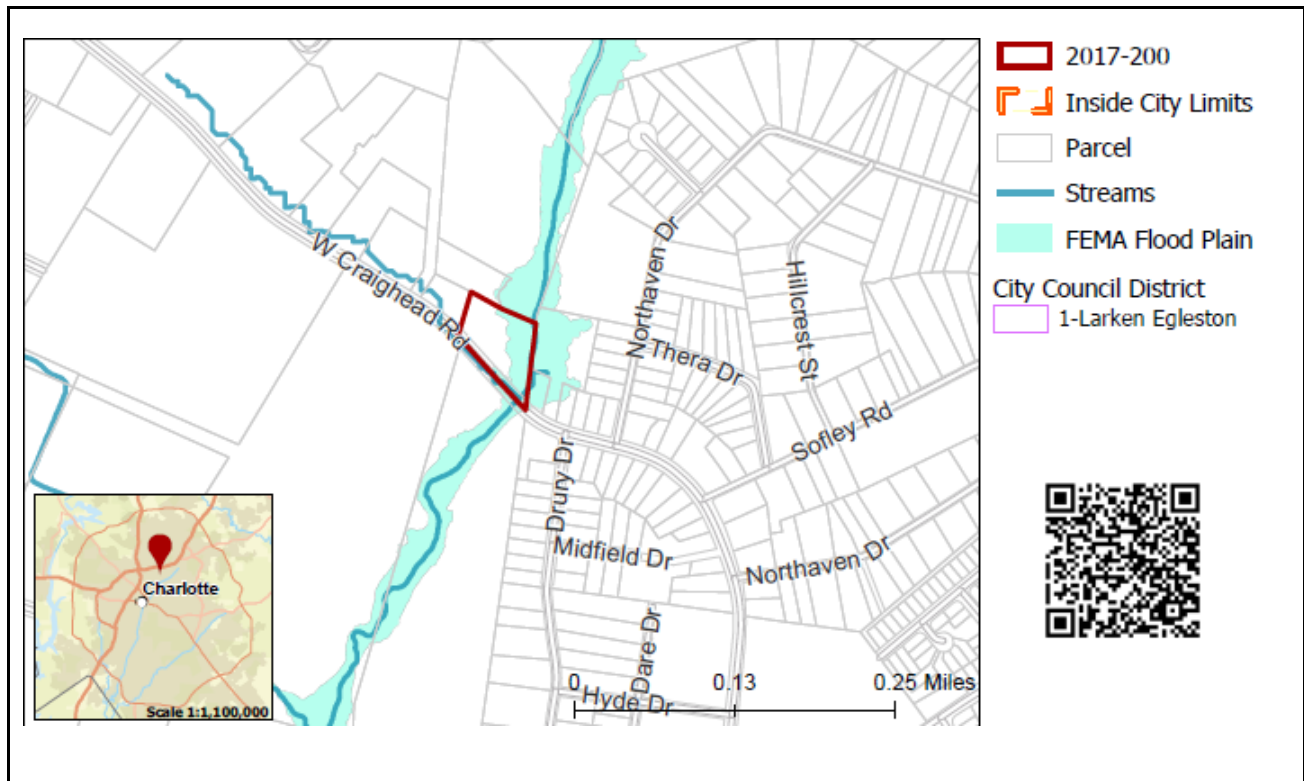 2017-200
Inside City Limits
Parcel
Streams
FEMA Flood Plain
City Council District
1-Larken Egleston
W Craighead Rd
Northaven Dr
Thera Dr
Hillcrest St
Sofley Rd
Drury Dr
Midfield Dr
Northaven Dr
Dare Dr
Hyde Dr
0 0.13 0.25 Miles
Charlotte
Scale 1:1,100,000